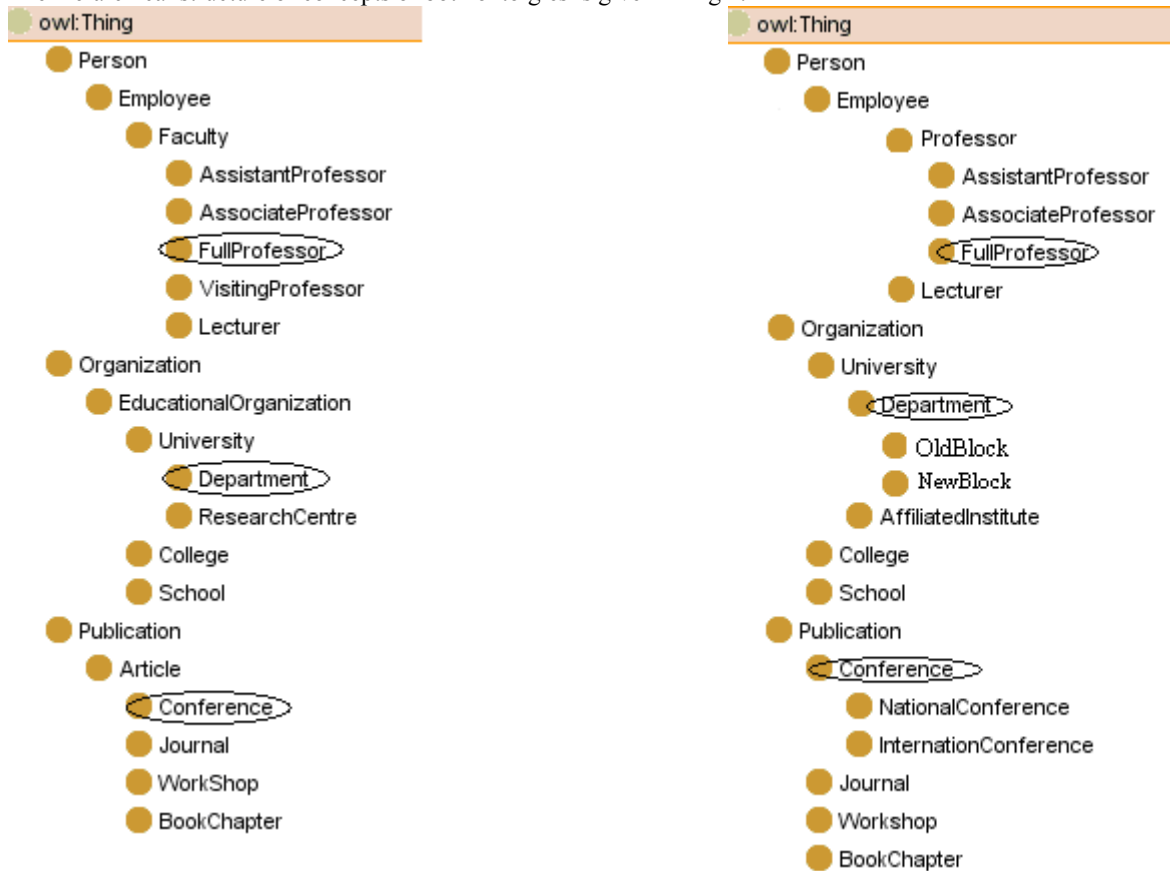 owl:Thing
Person
Employee
Faculty
AssistantProfessor
AssociateProfessor
FullProfessor
VisitingProfessor
Lecturer
Organization
EducationalOrganization
University
Department
ResearchCentre
College
School
Publication
Article
Conference
Journal
WorkShop
BookChapter
owl:Thing
Person
Employee
Professor
AssistantProfessor
AssociateProfessor
FullProfessor
Lecturer
Organization
University
Department
OldBlock
NewBlock
AffiliatedInstitute
College
School
Publication
Conference
NationalConference
InternationConference
Journal
Workshop
BookChapter